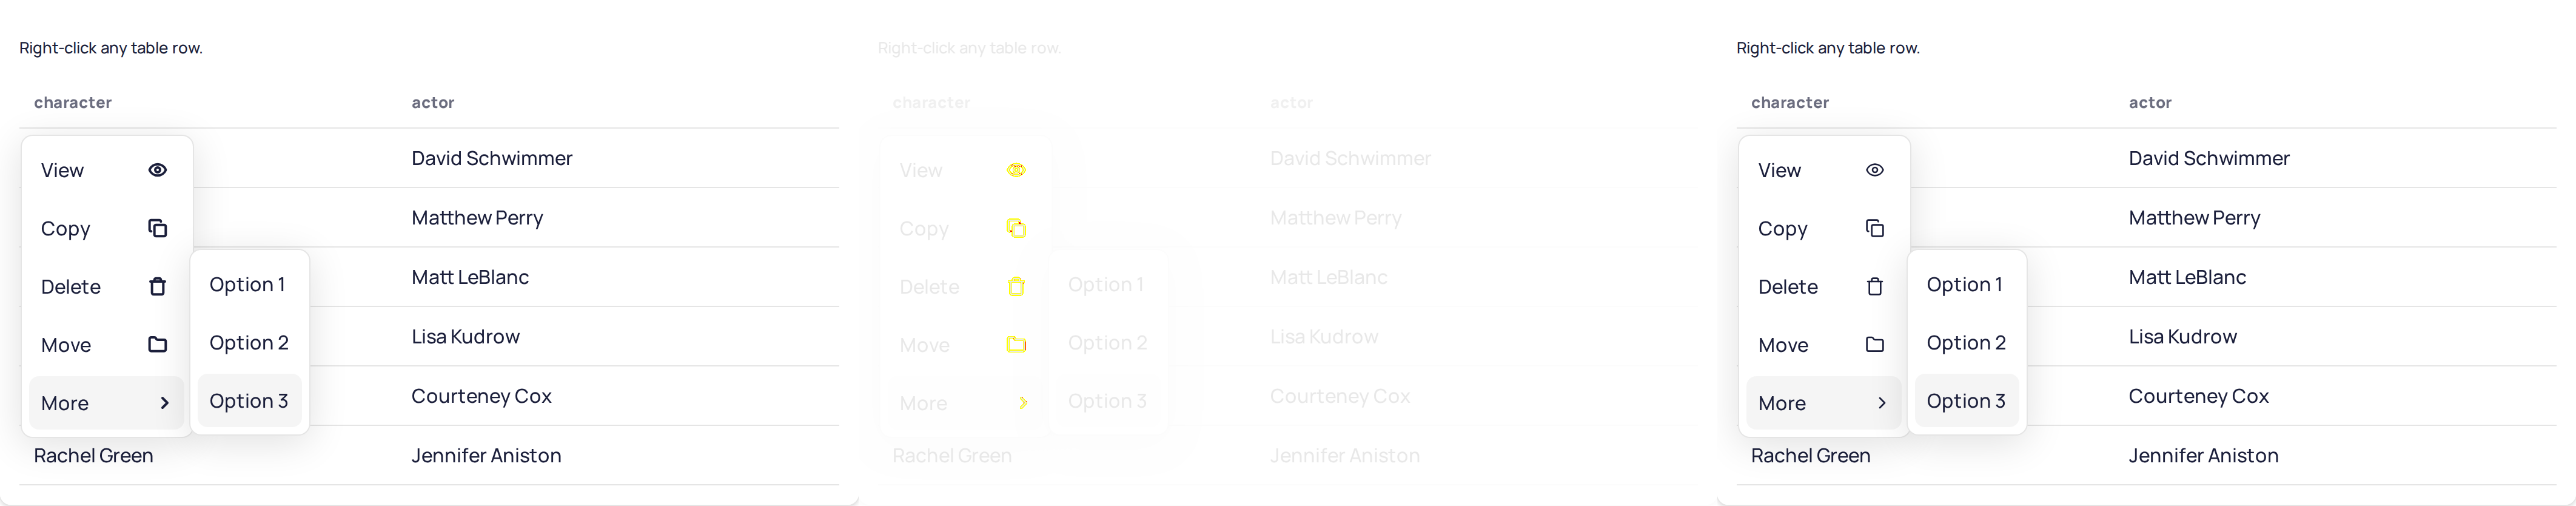 Right-click any table row.
character actor
View
David Schwimmer
Copy
Matthew Perry
Delete
Option 1
Matt LeBlanc
Move
Option 2
Lisa Kudrow
More
Option 3
Courteney Cox
Rachel Green
Jennifer Aniston
Right-click any table row.
character actor
View
David Schwimmer
Copy
Matthew Perry
Delete
Option 1
Matt LeBlanc
Move
Option 2
Lisa Kudrow
More
Option 3
Courteney Cox
Rachel Green
Jennifer Aniston
Right-click any table row.
character actor
View
David Schwimmer
Copy
Matthew Perry
Delete
Option 1
Matt LeBlanc
Move
Option 2
Lisa Kudrow
More
Option 3
Courteney Cox
Rachel Green
Jennifer Aniston